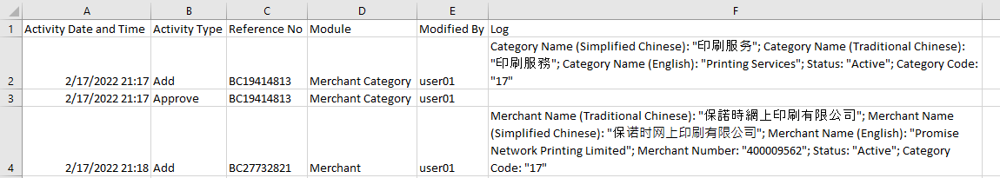 A B C D E F
1 Activity Date and Time Activity Type Reference No Module Modified By Log
Category Name (Simplified Chinese): "印刷服务"; Category Name (Traditional Chinese):
"印刷服務"; Category Name (English): "Printing Services"; Status: "Active"; Category Code:
2 2/17/2022 21:17 Add BC19414813 Merchant Category user01 "17"
3 2/17/2022 21:17 Approve BC19414813 Merchant Category user01
Merchant Name (Traditional Chinese): "保諾時網上印刷有限公司"; Merchant Name
(Simplified Chinese): "保诺时网上印刷有限公司"; Merchant Name (English): "Promise
Network Printing Limited"; Merchant Number: "400009562"; Status: "Active"; Category
4 2/17/2022 21:18 Add BC27732821 Merchant user01 Code: "17"